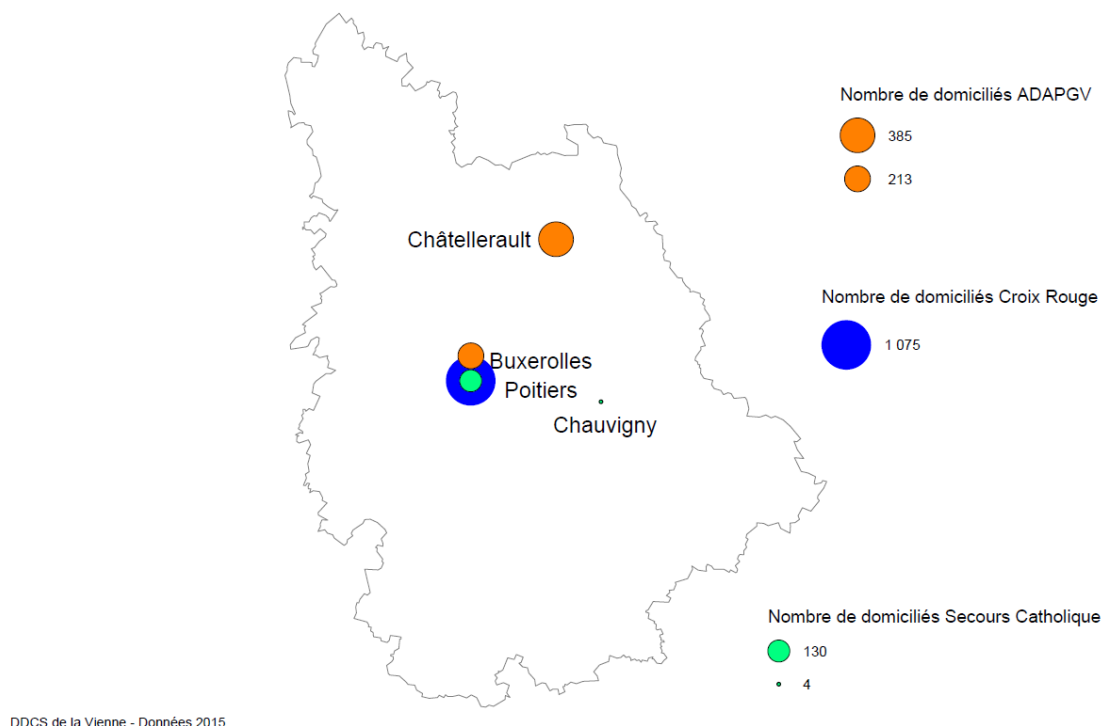 Nombre de domiciliés ADAPGV
385
213
Châtellerault
Nombre de domiciliés Croix Rouge
1 075
Buxerolles
Poitiers
Chauvigny
Nombre de domiciliés Secours Catholique
130
4
DDCS de la Vienne - Données 2015